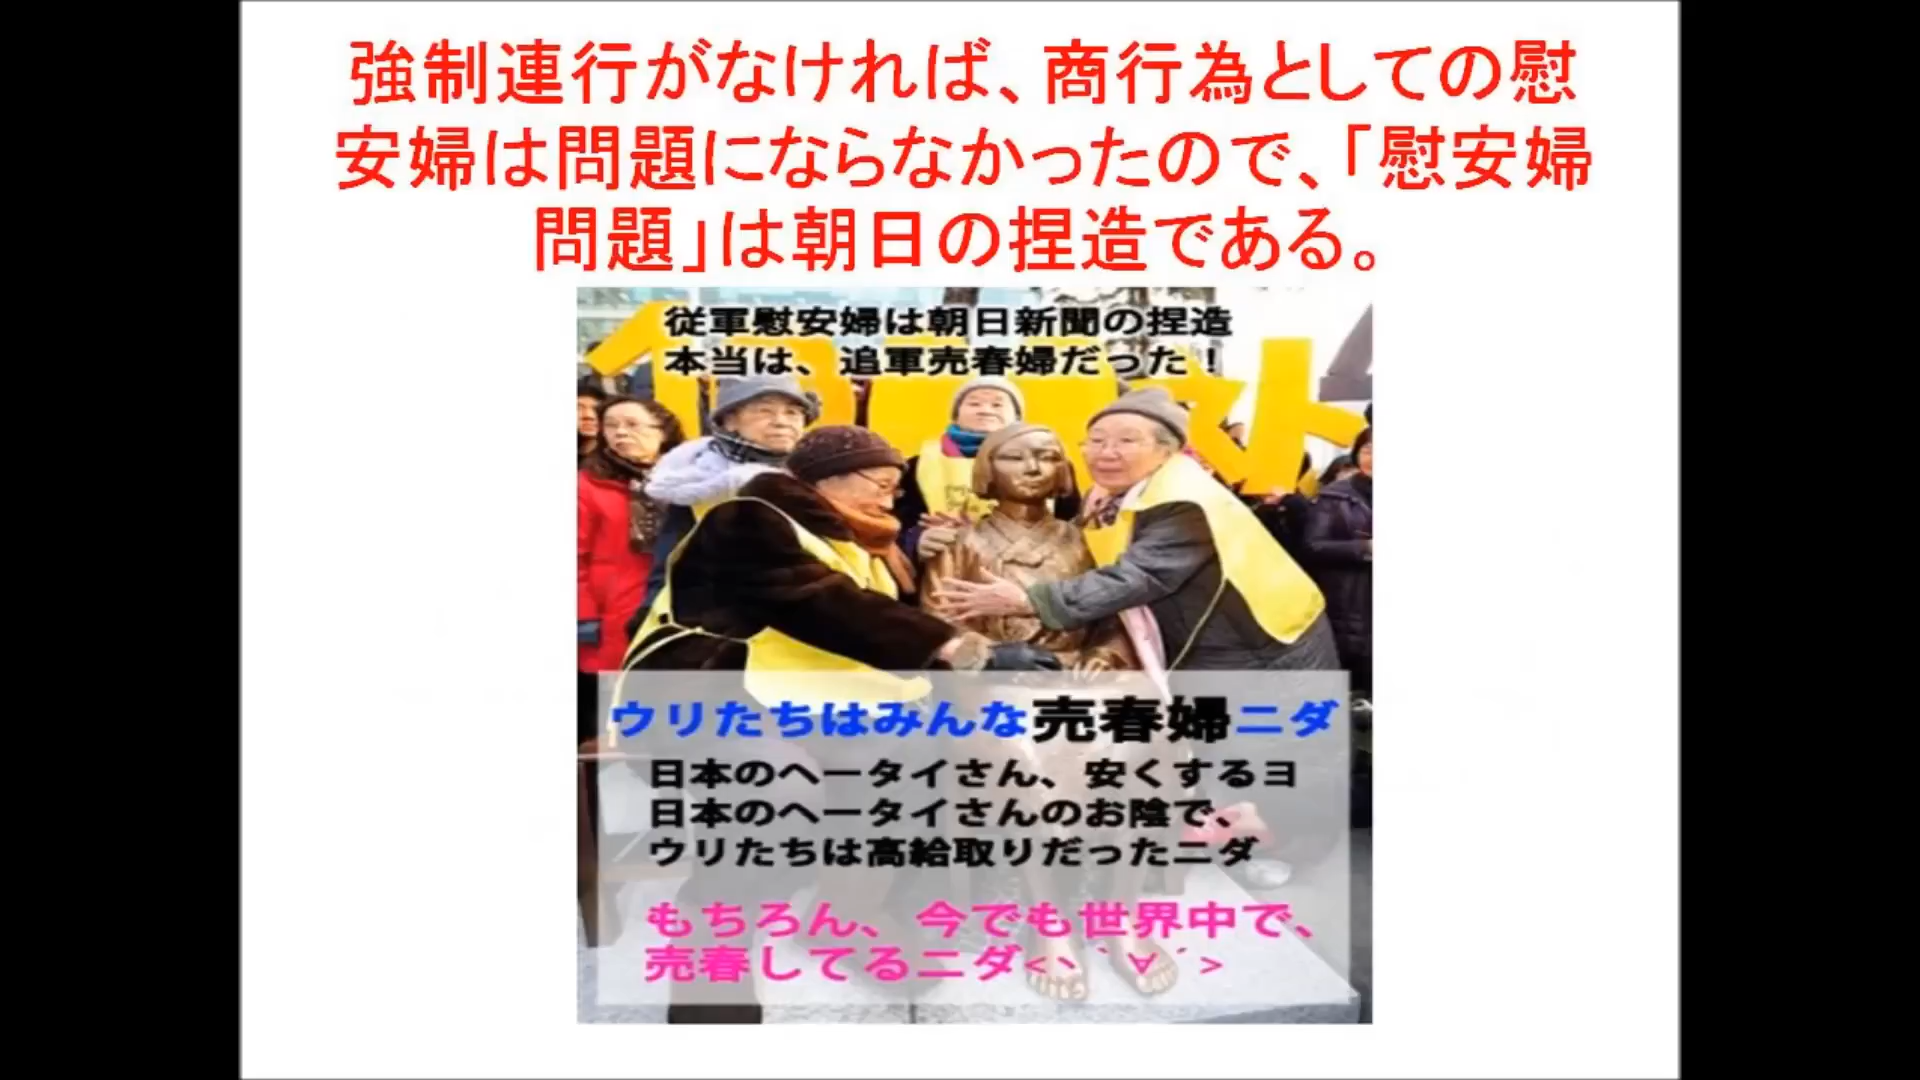 強制連行がなければ、商行為としての慰
安婦は問題にならなかったので、「慰安婦
問題」は朝日の捏造である。
従軍慰安婦は朝日新聞の捏造
本当は、追軍売春婦だった！
ウリたちはみんな売春婦ニダ
日本のヘータイさん、安くするヨ
日本のヘータイさんのお陰で、
ウリたちは高給取りだったニダ
もちろん、今でも世界中で、
売春してるニダ<ヽ｀∀´>